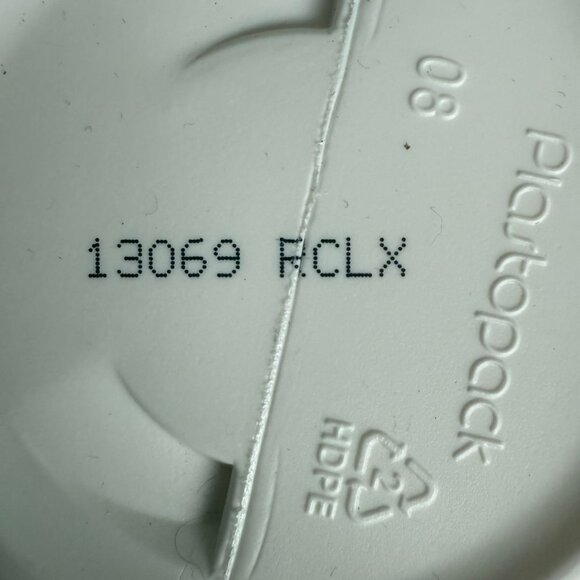 13069 RCLX
08
Plastopack
2
HDPE